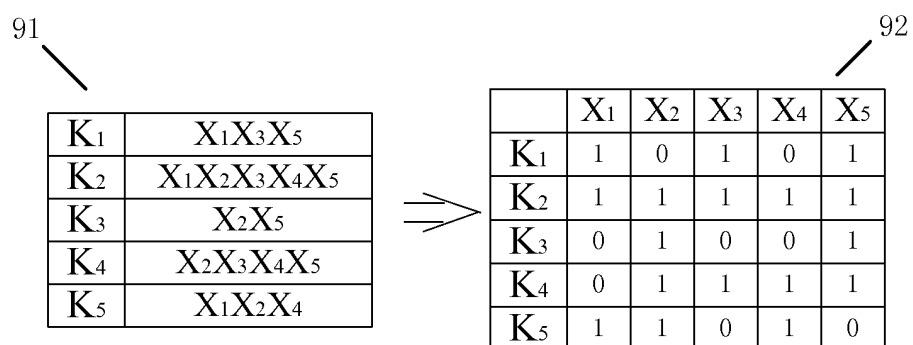 91
92
K1 X1X3X5
K2 X1X2X3X4X5
K3 X2X5
K4 X2X3X4X5
K5 X1X2X4
X1 X2 X3 X4 X5
K1 1 0 1 0 1
K2 1 1 1 1 1
K3 0 1 0 0 1
K4 0 1 1 1 1
K5 1 1 0 1 0